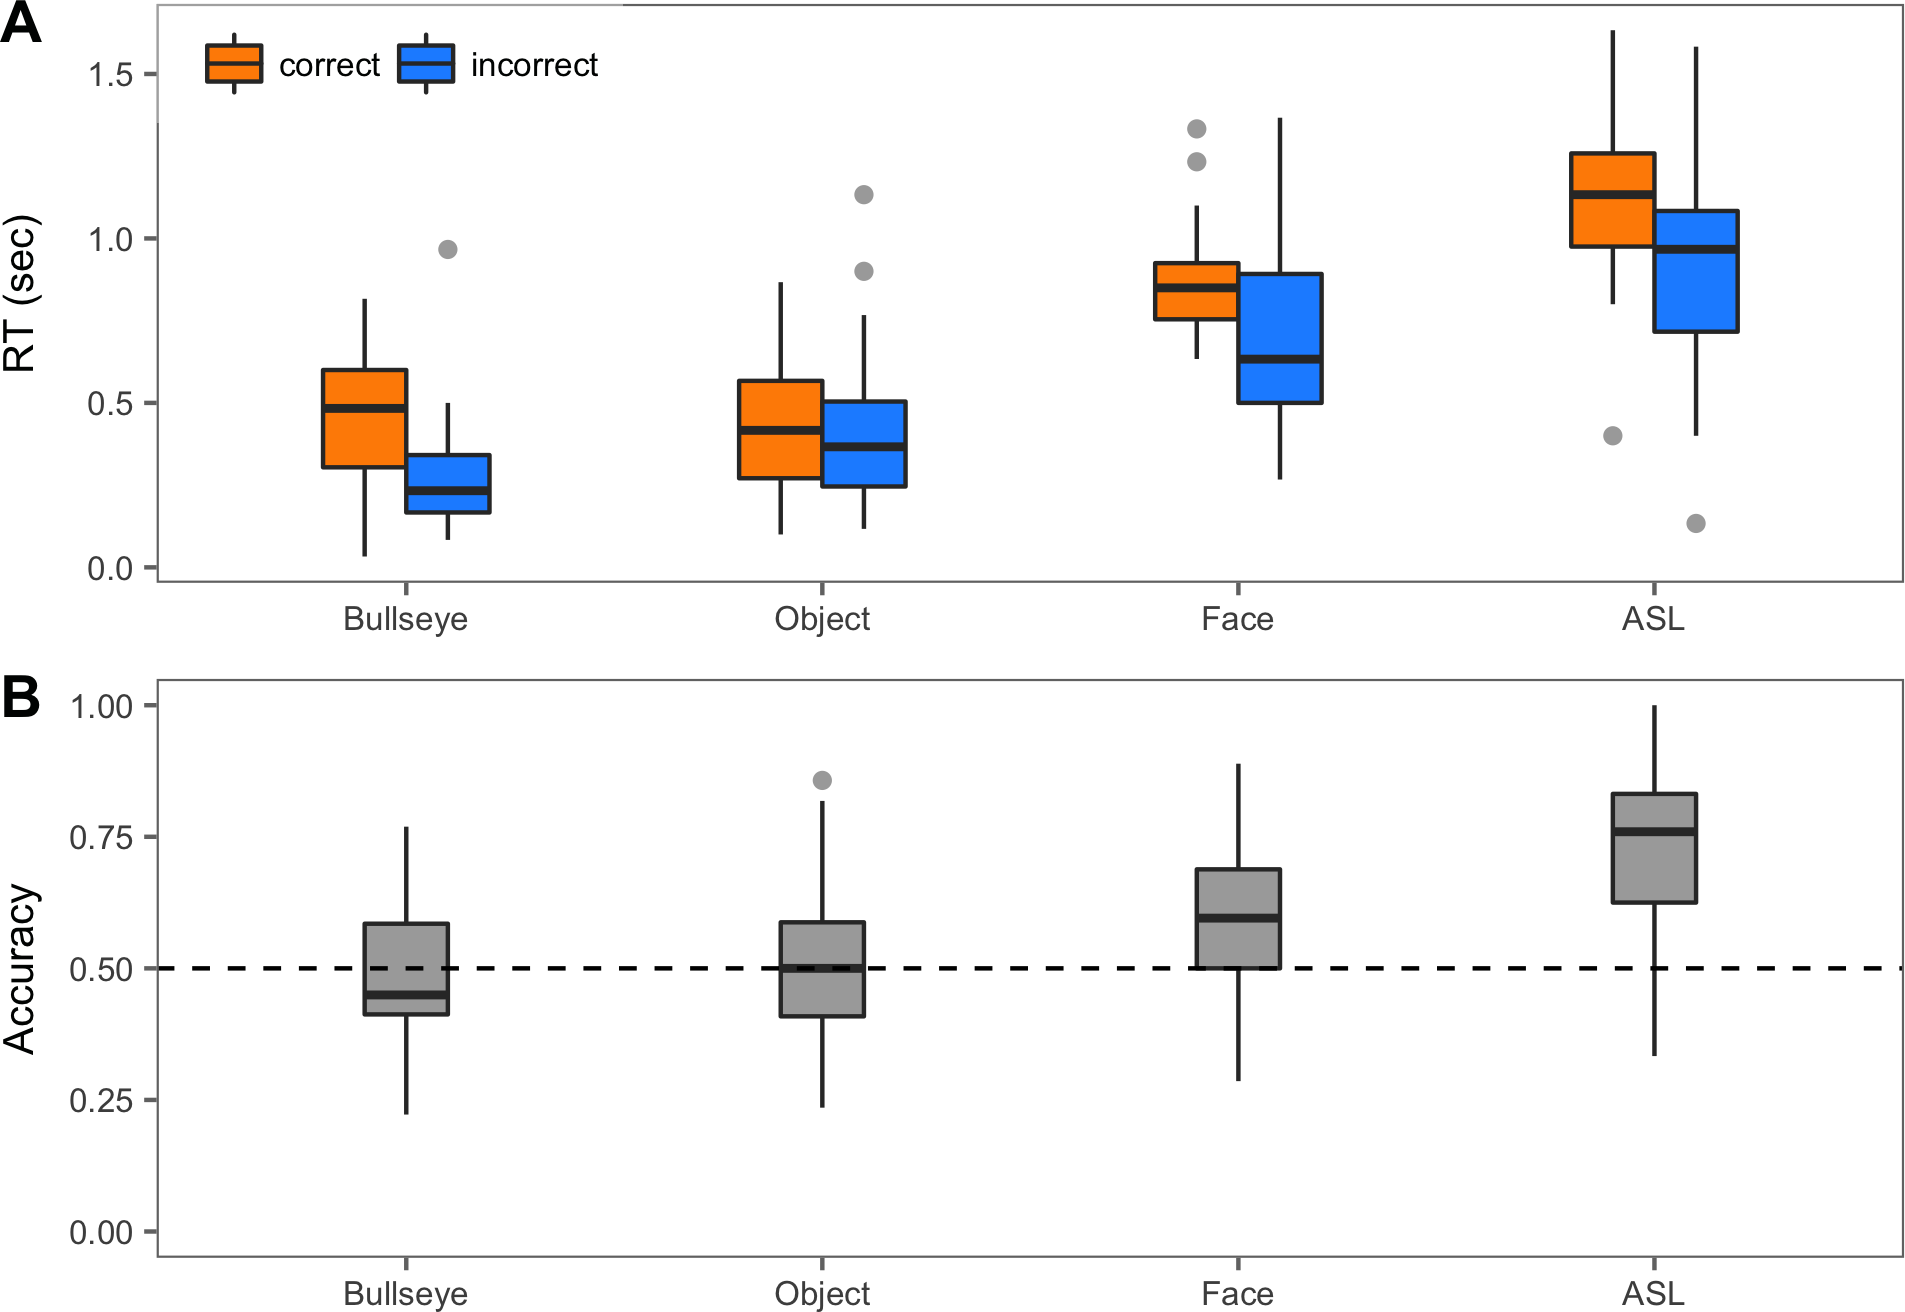 A
correct incorrect
1.5
1.0
0.5
0.0
RT (sec)
Bullseye Object Face ASL
B
1.00
0.75
0.50
0.25
0.00
Accuracy
Bullseye Object Face ASL